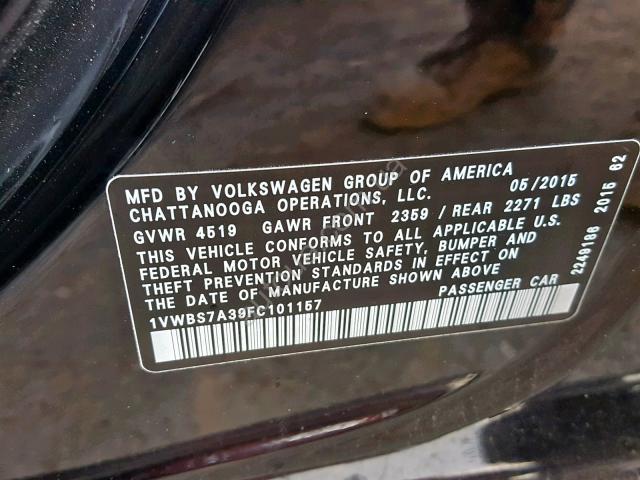 MFD BY VOLKSWAGEN GROUP OF AMERICA
CHATTANOOGA OPERATIONS, LLC. 05/2015
GVWR 4519 GAWR FRONT 2359 / REAR 2271 LBS
THIS VEHICLE CONFORMS TO ALL APPLICABLE U.S.
FEDERAL MOTOR VEHICLE SAFETY, BUMPER AND
THEFT PREVENTION STANDARDS IN EFFECT ON
THE DATE OF MANUFACTURE SHOWN ABOVE
1VWBS7A39FC101157 PASSENGER CAR
2249186 2015 62